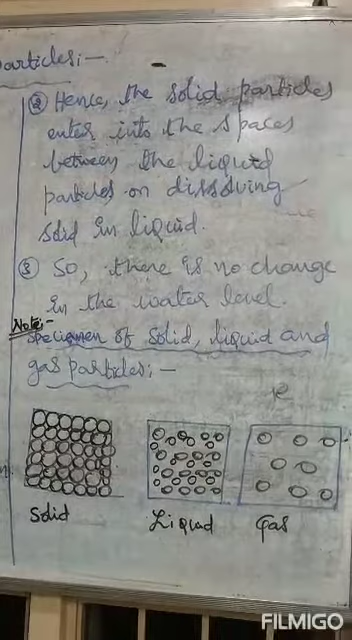 articles:-
② Hence, the solid particles
enter into the spaces
between the liquid
particles on dissolving
solid in liquid.
③ So, there is no change
in the water level.
Note:-
specimen of solid, liquid and
gas particles:-
Solid
Liquid
Gas
FILMIGO